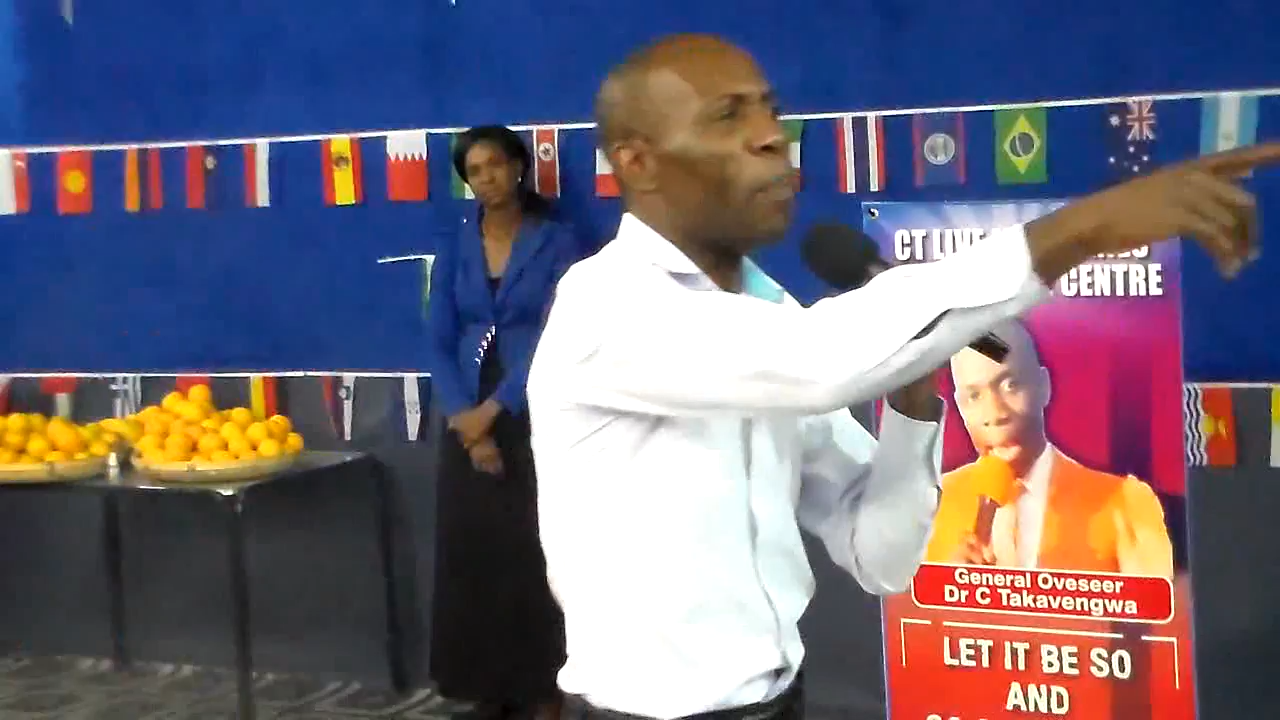 CT LIVE
CENTRE
General Oveseer
Dr C Takavengwa
LET IT BE SO
AND